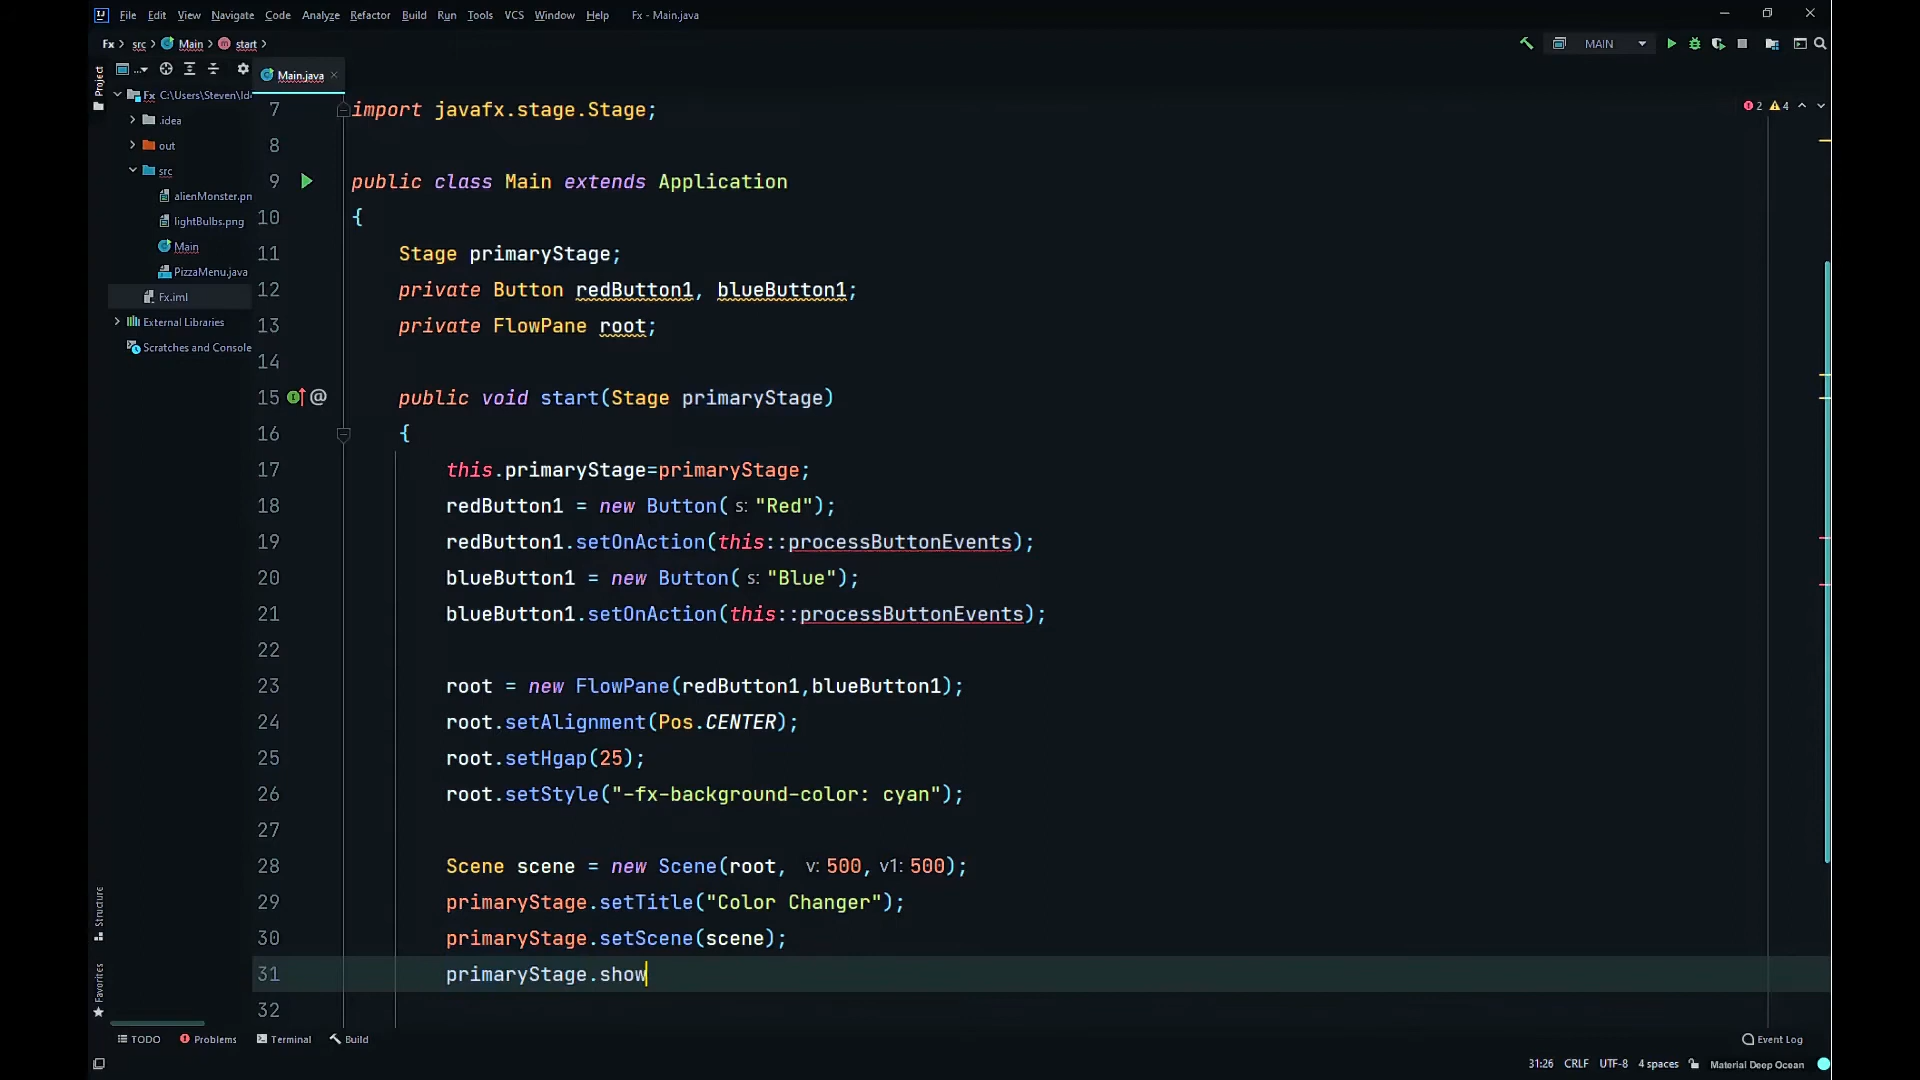 File Edit View Navigate Code Analyze Refactor Build Run Tools VCS Window Help Fx - Main.java
Fx src Main start MAIN
Project ... Main.java
Fx C:\Users\Steven\Id
.idea
out
src
alienMonster.pn
lightBulbs.png
Main
PizzaMenu.java
Fx.iml
External Libraries
Scratches and Console
2 4
7 import javafx.stage.Stage;
8
9 public class Main extends Application
10 {
11 Stage primaryStage;
12 private Button redButton1, blueButton1;
13 private FlowPane root;
14
15 @ public void start(Stage primaryStage)
16 {
17 this.primaryStage=primaryStage;
18 redButton1 = new Button( s: "Red");
19 redButton1.setOnAction(this::processButtonEvents);
20 blueButton1 = new Button( s: "Blue");
21 blueButton1.setOnAction(this::processButtonEvents);
22
23 root = new FlowPane(redButton1,blueButton1);
24 root.setAlignment(Pos.CENTER);
25 root.setHgap(25);
26 root.setStyle("-fx-background-color: cyan");
27
28 Scene scene = new Scene(root, v: 500, v1: 500);
29 primaryStage.setTitle("Color Changer");
30 primaryStage.setScene(scene);
31 primaryStage.show
32
Structure
Favorites
TODO Problems Terminal Build Event Log
31:26 CRLF UTF-8 4 spaces Material Deep Ocean